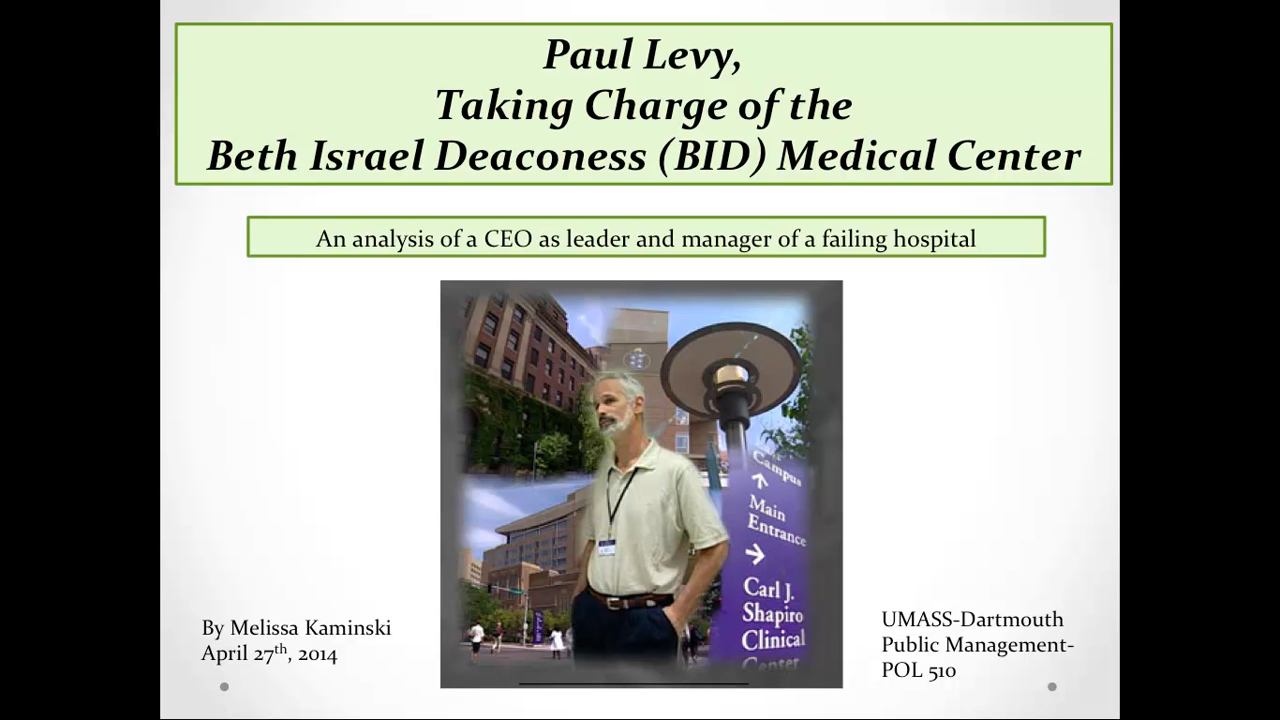 Paul Levy,
Taking Charge of the
Beth Israel Deaconess (BID) Medical Center
An analysis of a CEO as leader and manager of a failing hospital
Campus
Main
Entrance
Carl J.
Shapiro
Clinical
Center
By Melissa Kaminski
April 27th, 2014
UMASS-Dartmouth
Public Management-
POL 510